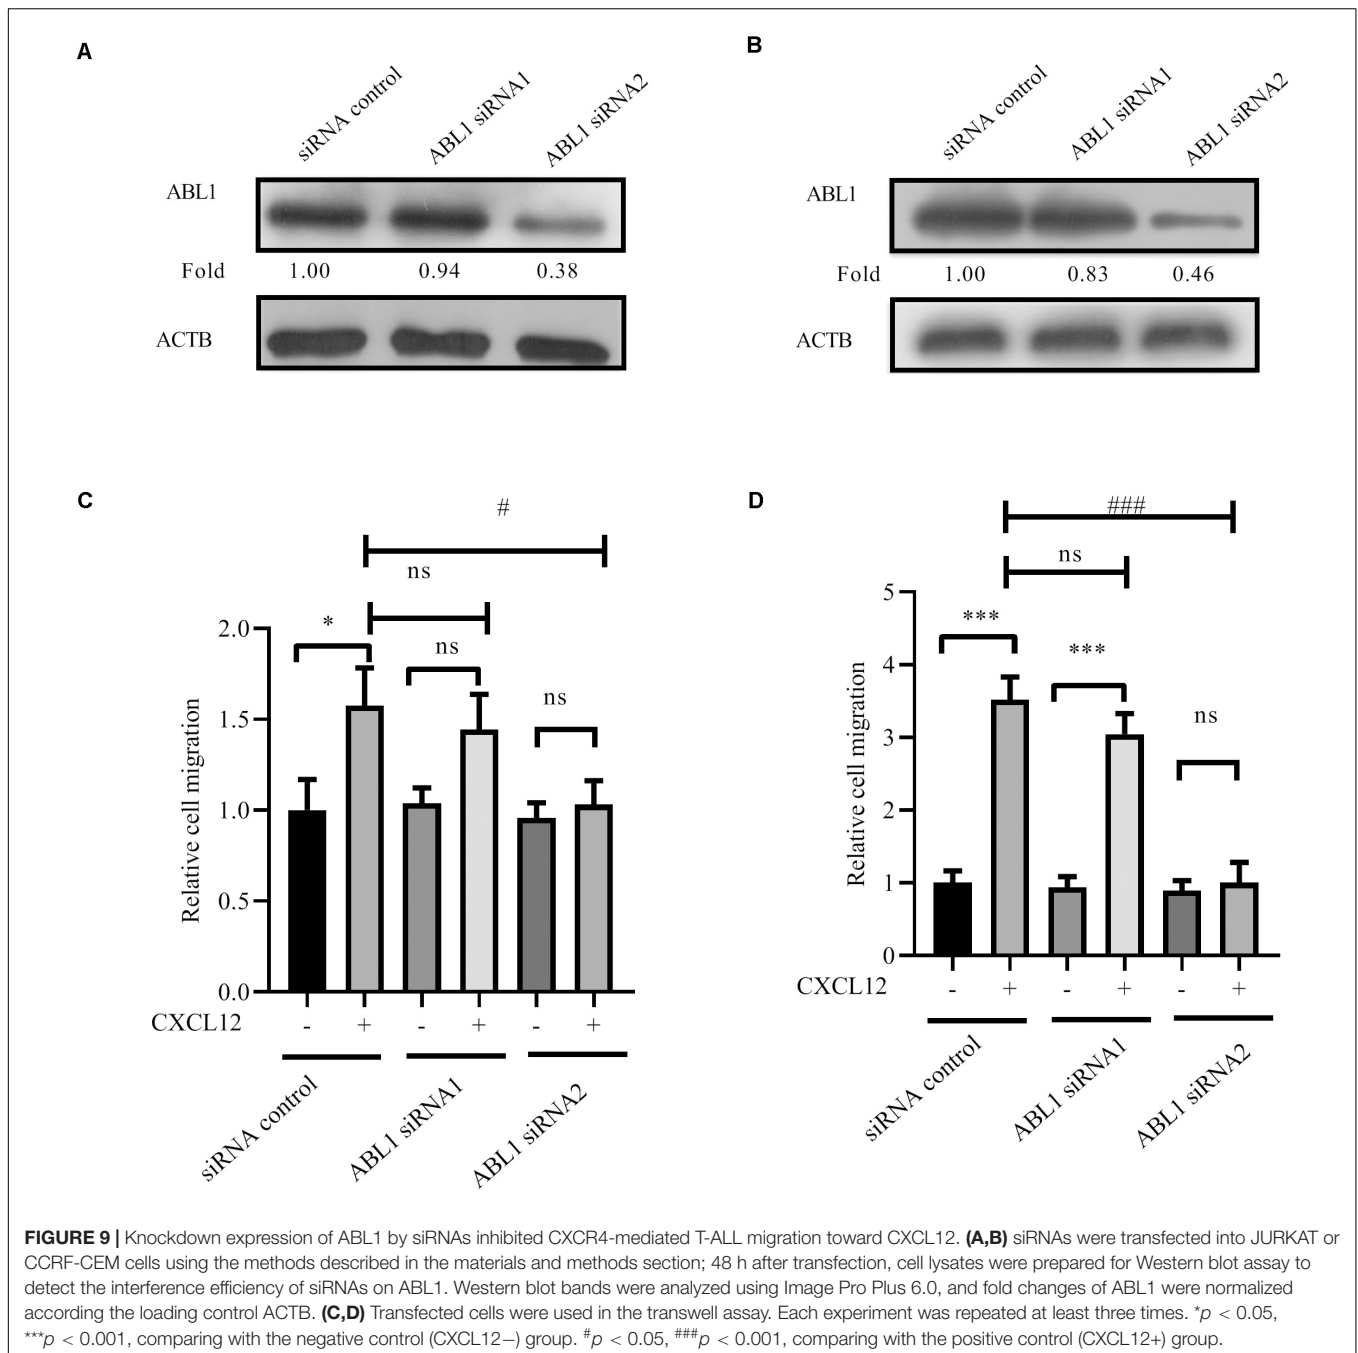 A
B
siRNA control
ABL1 siRNA1
ABL1 siRNA2
siRNA control
ABL1 siRNA1
ABL1 siRNA2
ABL1
ABL1
Fold 1.00 0.94 0.38
Fold 1.00 0.83 0.46
ACTB
ACTB
C
#
ns
*
ns
ns
2.0
1.5
1.0
0.5
0.0
Relative cell migration
CXCL12 - + - + - +
siRNA control
ABL1 siRNA1
ABL1 siRNA2
D
###
ns
***
***
ns
5
4
3
2
1
0
Relative cell migration
CXCL12 - + - + - +
siRNA control
ABL1 siRNA1
ABL1 siRNA2
FIGURE 9 | Knockdown expression of ABL1 by siRNAs inhibited CXCR4-mediated T-ALL migration toward CXCL12. (A,B) siRNAs were transfected into JURKAT or
CCRF-CEM cells using the methods described in the materials and methods section; 48 h after transfection, cell lysates were prepared for Western blot assay to
detect the interference efficiency of siRNAs on ABL1. Western blot bands were analyzed using Image Pro Plus 6.0, and fold changes of ABL1 were normalized
according the loading control ACTB. (C,D) Transfected cells were used in the transwell assay. Each experiment was repeated at least three times. *p < 0.05,
***p < 0.001, comparing with the negative control (CXCL12−) group. #p < 0.05, ###p < 0.001, comparing with the positive control (CXCL12+) group.